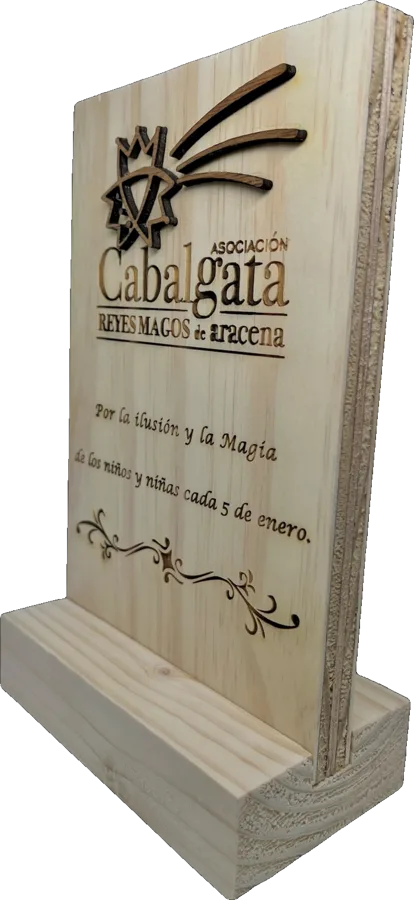 ASOCIACIÓN
Cabalgata
REYES MAGOS de aracena
Por la ilusión y la Magia
de los niños y niñas cada 5 de enero.